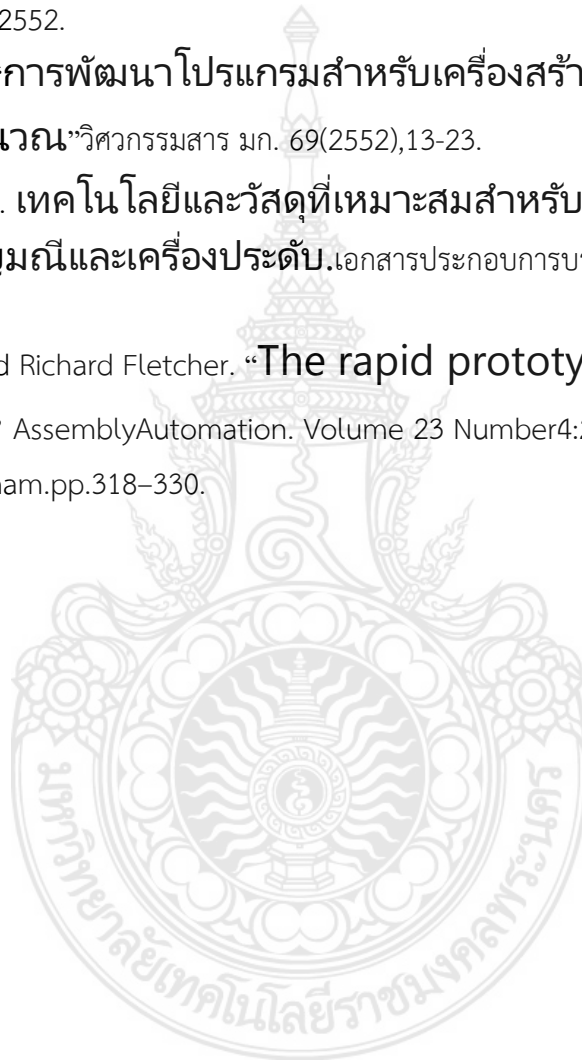 2552.
การพัฒนาโปรแกรมสำหรับเครื่องสร้า
นวณ”วิศวกรรมสาร มก. 69(2552),13-23.
. เทคโนโลยีและวัสดุที่เหมาะสมสำหรับ
มณีและเครื่องประดับ.เอกสารประกอบการบร
d Richard Fletcher. “The rapid prototy
” AssemblyAutomation. Volume 23 Number4:
am.pp.318–330.
มหาวิทยาลัยเทคโนโลยีราชมงคลพระนคร